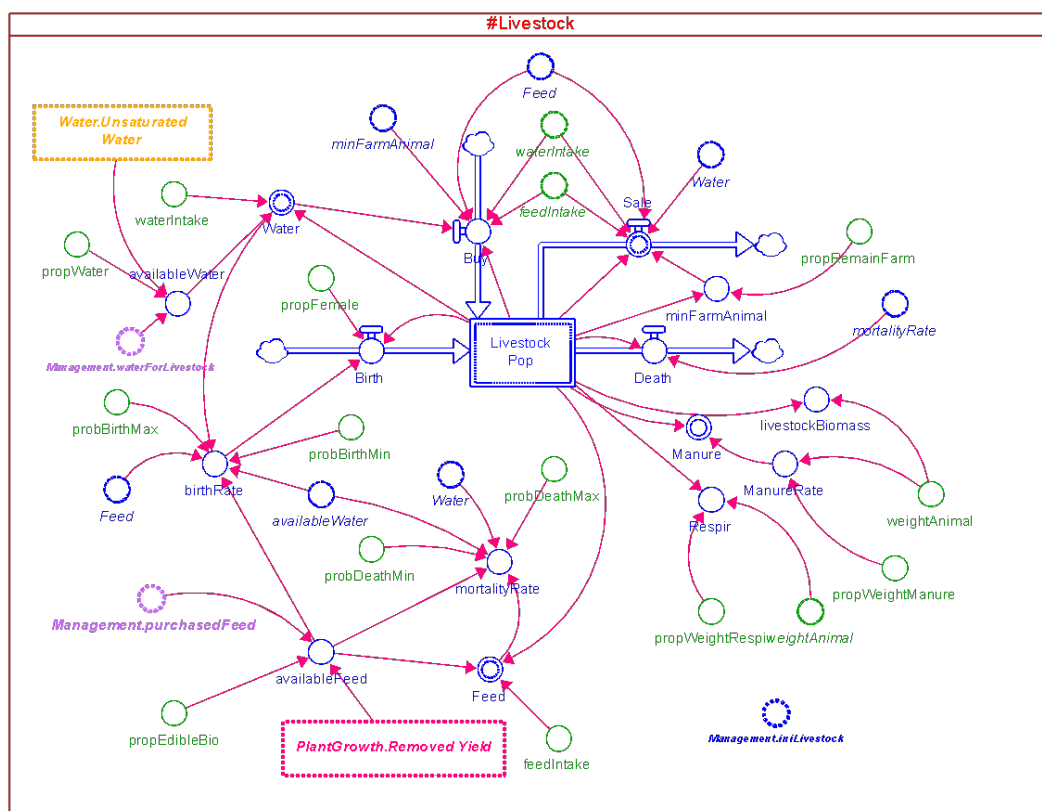 #Livestock
Feed
Water.Unsaturated
Water
minFarmAnimal
waterIntake
Water
waterIntake
feedIntake
Sale
Water
Buy
propWater
availableWater
propRemainFarm
propFemale
minFarmAnimal
mortalityRate
Livestock
Pop
Management.waterForLivestock
Birth
Death
probBirthMax
livestockBiomass
probBirthMin
Manure
birthRate
Water
probDeathMax
ManureRate
Feed
availableWater
Respir
weightAnimal
probDeathMin
mortalityRate
propWeightManure
Management.purchasedFeed
propWeightRespi
weightAnimal
availableFeed
Feed
propEdibleBio
PlantGrowth.Removed Yield
feedIntake
Management.iniLivestock